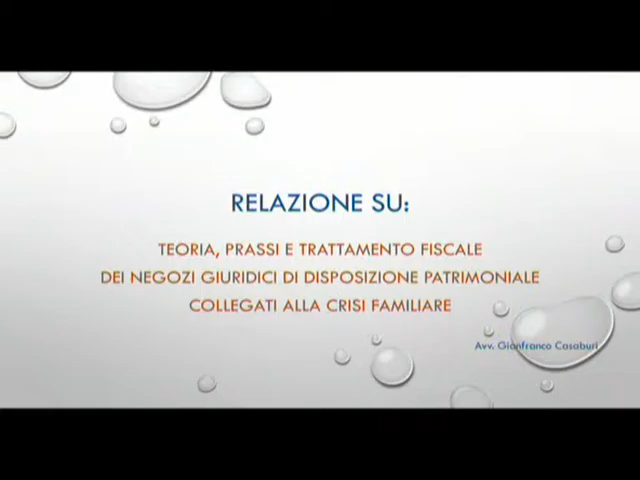 RELAZIONE SU:
TEORIA, PRASSI E TRATTAMENTO FISCALE
DEI NEGOZI GIURIDICI DI DISPOSIZIONE PATRIMONIALE
COLLEGATI ALLA CRISI FAMILIARE
Avv. Gianfranco Casaburi